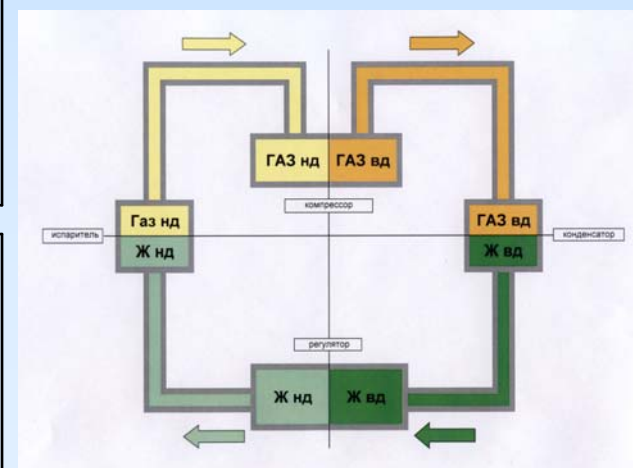 ГАЗ нд ГАЗ вд
компрессор
Газ нд
Ж нд
испаритель
ГАЗ вд
Ж вд
конденсатор
регулятор
Ж нд Ж вд